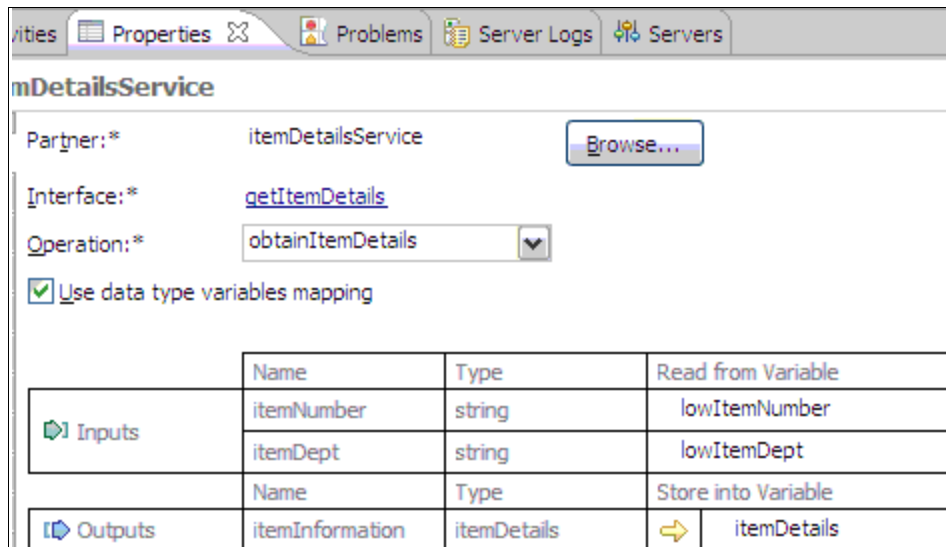 vities Properties Problems Server Logs Servers
mDetailsService
Partner:* itemDetailsService Browse...
Interface:* getItemDetails
Operation:* obtainItemDetails
Use data type variables mapping
Name Type Read from Variable
Inputs itemNumber string lowItemNumber
itemDept string lowItemDept
Name Type Store into Variable
Outputs itemInformation itemDetails itemDetails